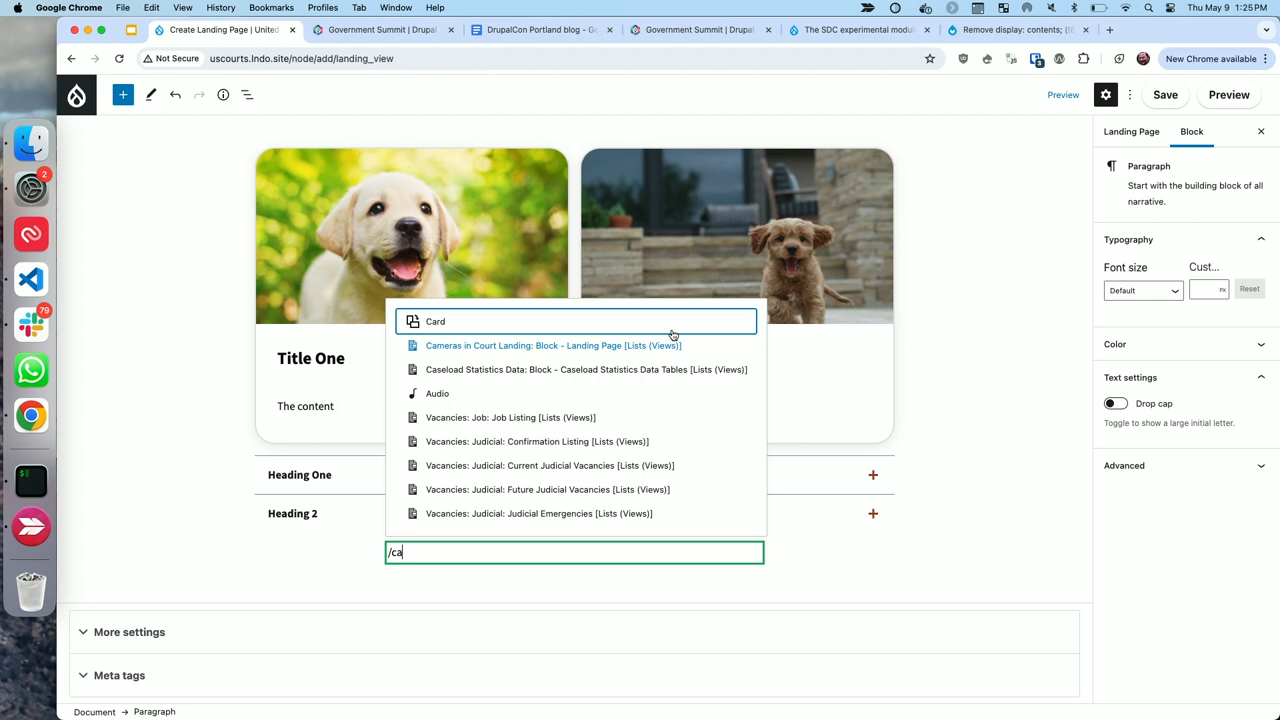 Google Chrome File Edit View History Bookmarks Profiles Tab Window Help Thu May 9 1:25 PM
Create Landing Page | United Government Summit | Drupal DrupalCon Portland blog - Go Government Summit | Drupal The SDC experimental modul Remove display: contents;
Not Secure uscourts.lndo.site/node/add/landing_view New Chrome available
Preview Save Preview
Landing Page Block
Paragraph
Start with the building block of all
narrative.
Typography
Font size Cust...
Default PX Reset
Color
Text settings
Drop cap
Toggle to show a large initial letter.
Advanced
2
79
3
Title One
The content
Heading One
Heading 2
Card
Cameras in Court Landing: Block - Landing Page [Lists (Views)]
Caseload Statistics Data: Block - Caseload Statistics Data Tables [Lists (Views)]
Audio
Vacancies: Job: Job Listing [Lists (Views)]
Vacancies: Judicial: Confirmation Listing [Lists (Views)]
Vacancies: Judicial: Current Judicial Vacancies [Lists (Views)]
Vacancies: Judicial: Future Judicial Vacancies [Lists (Views)]
Vacancies: Judicial: Judicial Emergencies [Lists (Views)]
/ca
More settings
Meta tags
Document → Paragraph